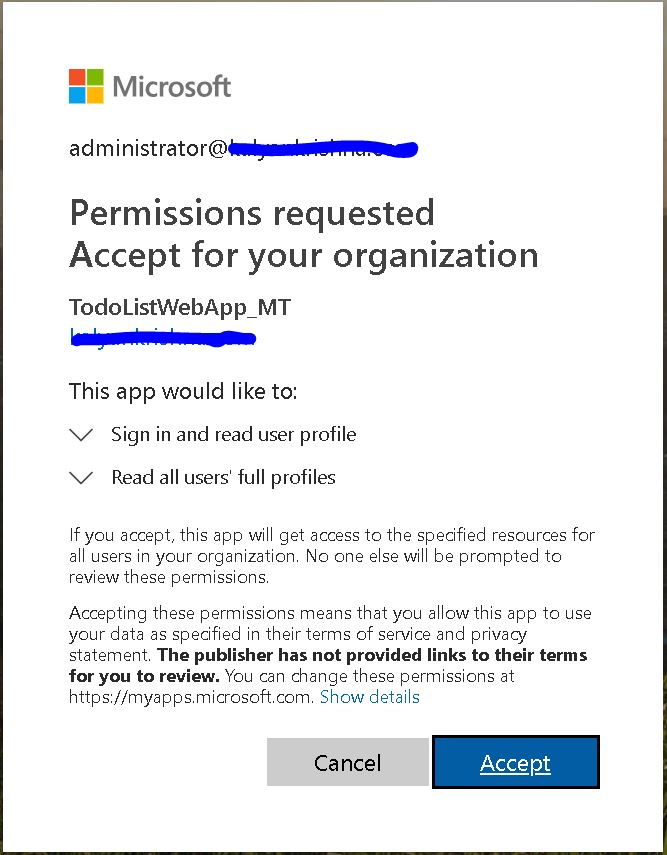 Microsoft
administrator@
Permissions requested
Accept for your organization
TodoListWebApp_MT
This app would like to:
Sign in and read user profile
Read all users' full profiles
If you accept, this app will get access to the specified resources for
all users in your organization. No one else will be prompted to
review these permissions.
Accepting these permissions means that you allow this app to use
your data as specified in their terms of service and privacy
statement. The publisher has not provided links to their terms
for you to review. You can change these permissions at
https://myapps.microsoft.com. Show details
Cancel
Accept